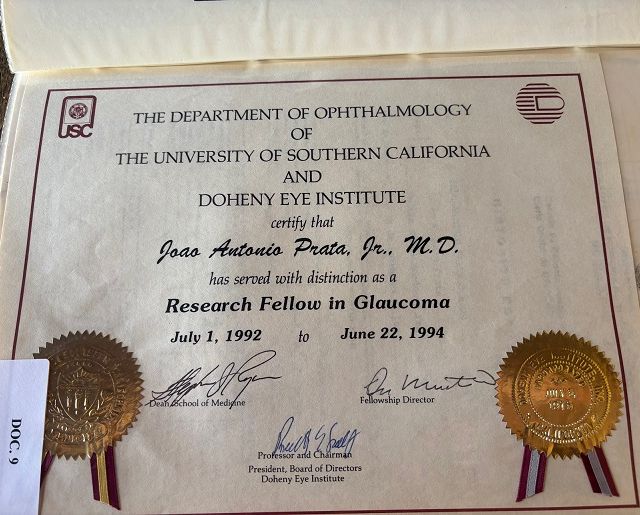 USC
THE DEPARTMENT OF OPHTHALMOLOGY
OF
THE UNIVERSITY OF SOUTHERN CALIFORNIA
AND
DOHENY EYE INSTITUTE
certify that
Joao Antonio Prata, Jr., M.D.
has served with distinction as a
Research Fellow in Glaucoma
July 1, 1992 to June 22, 1994
Dean School of Medicine
Fellowship Director
Professor and Chairman
President, Board of Directors
Doheny Eye Institute
DOC. 9